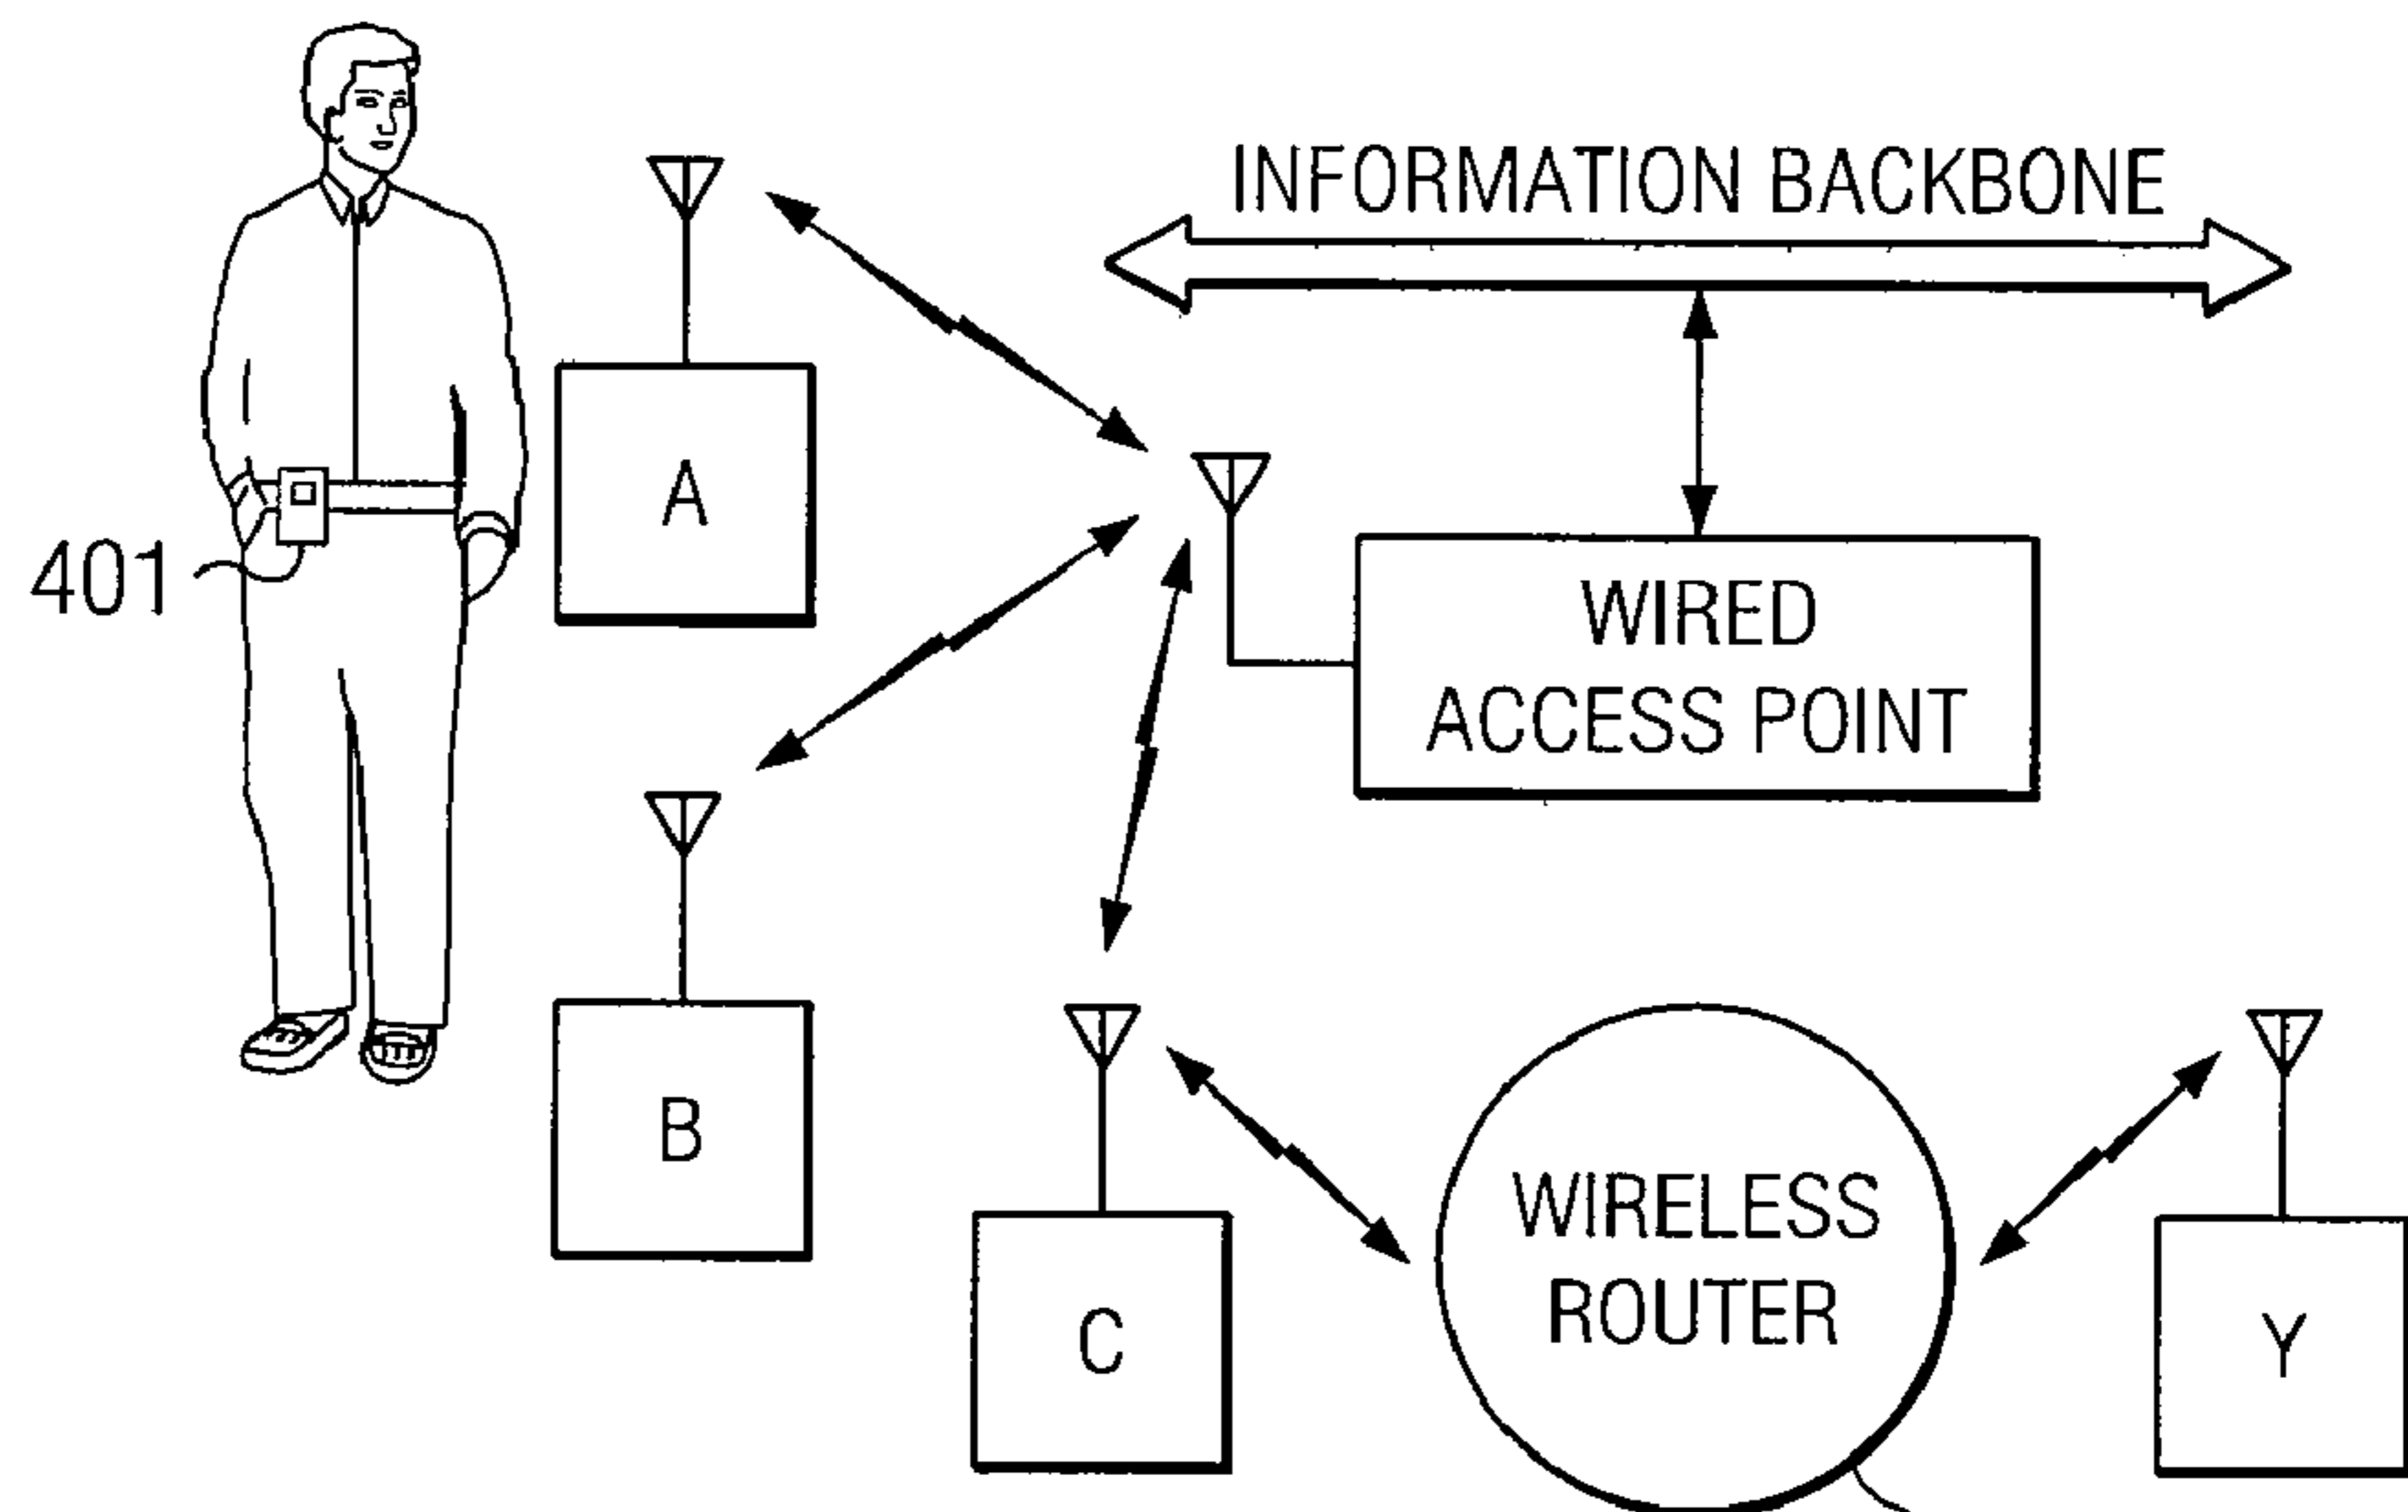 INFORMATION BACKBONE
A
401
WIRED
ACCESS POINT
B
C
WIRELESS
ROUTER
Y